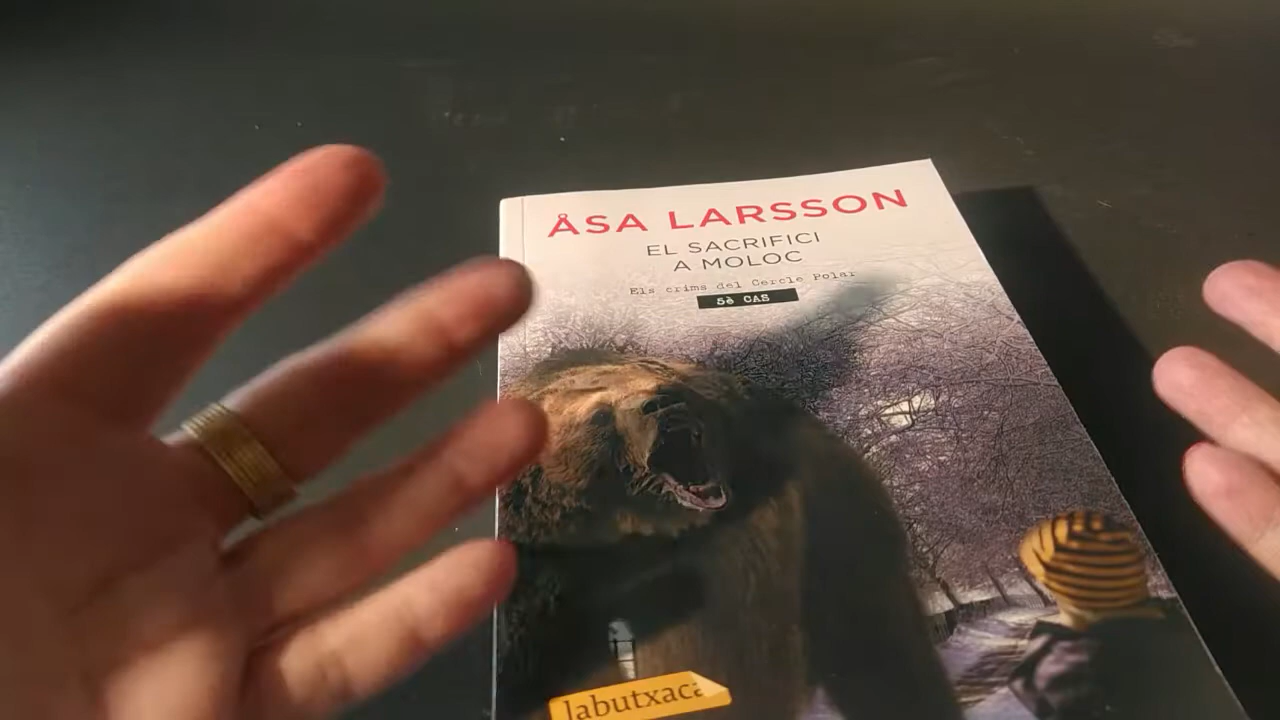 ÅSA LARSSON
EL SACRIFICI
A MOLOC
Els crims del Cercle Polar
5è CAS
labutxaca